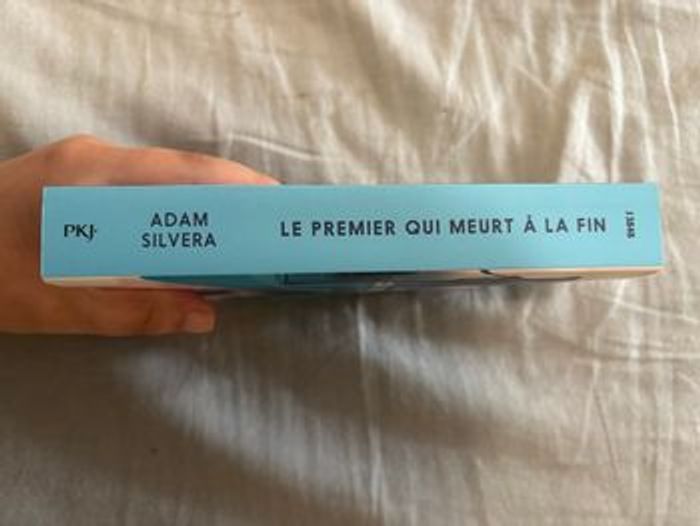 PKJ·
ADAM
SILVERA
LE PREMIER QUI MEURT À LA FIN